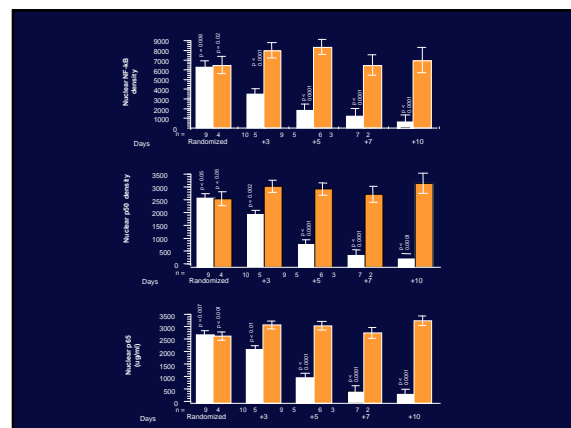 Nuclear NF-kB
density
9000
8000
7000
6000
5000
4000
3000
2000
1000
0
p = 0.008
p = 0.02
p <
0.0001
p <
0.0001
p <
0.0001
p <
0.0001
n = 9 4 10 5 9 5 6 3 7 2
Days Randomized +3 +5 +7 +10
Nuclear p50 density
3500
3000
2500
2000
1500
1000
500
0
p < 0.05
p < 0.05
p = 0.002
p <
0.0001
p <
0.0001
p <
0.0001
n = 9 4 10 5 9 5 6 3 7 2
Days Randomized +3 +5 +7 +10
Nuclear p65
(ug/ml)
3500
3000
2500
2000
1500
1000
500
0
p = 0.007
p < 0.01
p <
0.0001
p <
0.0001
p <
0.0001
n = 9 4 10 5 9 5 6 3 7 2
Days Randomized +3 +5 +7 +10